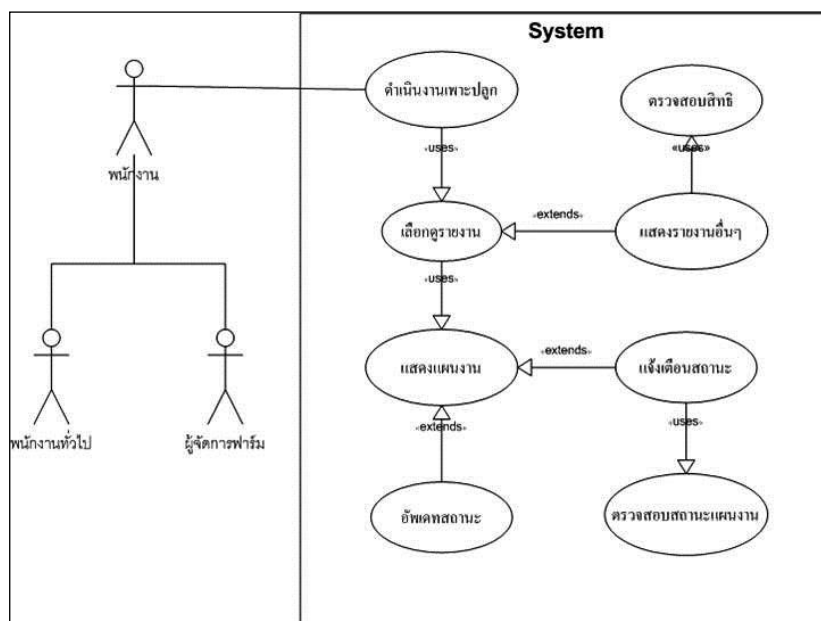 System
ดำเนินงานเพาะปลูก
ตรวจสอบสิทธิ
«uses»
«uses»
พนักงาน
เลือกดูรายงาน
«extends»
แสดงรายงานอื่นๆ
«uses»
แสดงแผนงาน
«extends»
แจ้งเตือนสถานะ
พนักงานทั่วไป
ผู้จัดการฟาร์ม
«extends»
«uses»
อัพเดทสถานะ
ตรวจสอบสถานะแผนงาน